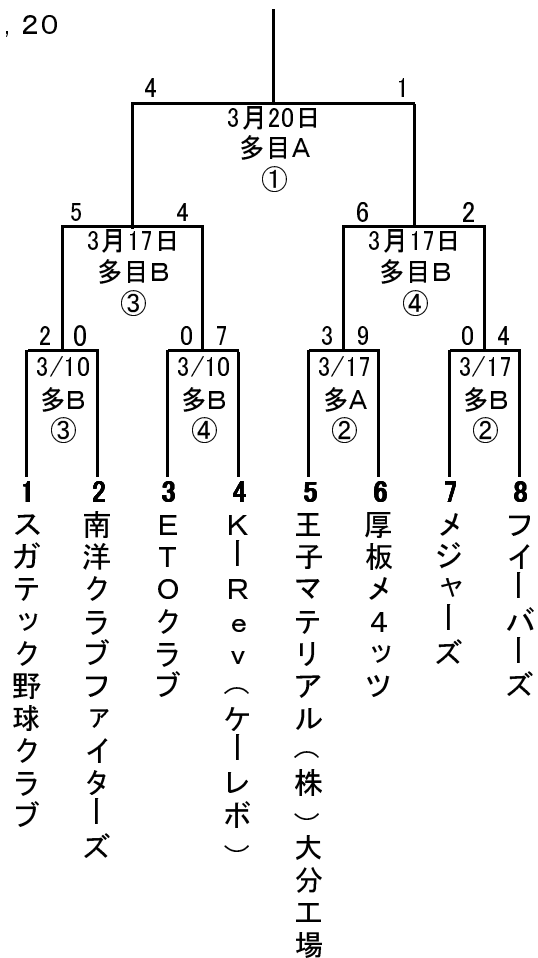 , 20
4 1
3月20日
多目A
①
5 4 6 2
3月17日 3月17日
多目B 多目B
③ ④
2 0 0 7 3 9 0 4
3/10 3/10 3/17 3/17
多B 多B 多A 多B
③ ④ ② ②
1 2 3 4 5 6 7 8
スガテック野球クラブ
南洋クラブファイターズ
ETOクラブ
K-Rev(ケーレボ)
王子マテリアル(株)大分工場
厚板メ4ッツ
メジャーズ
フイーバーズ